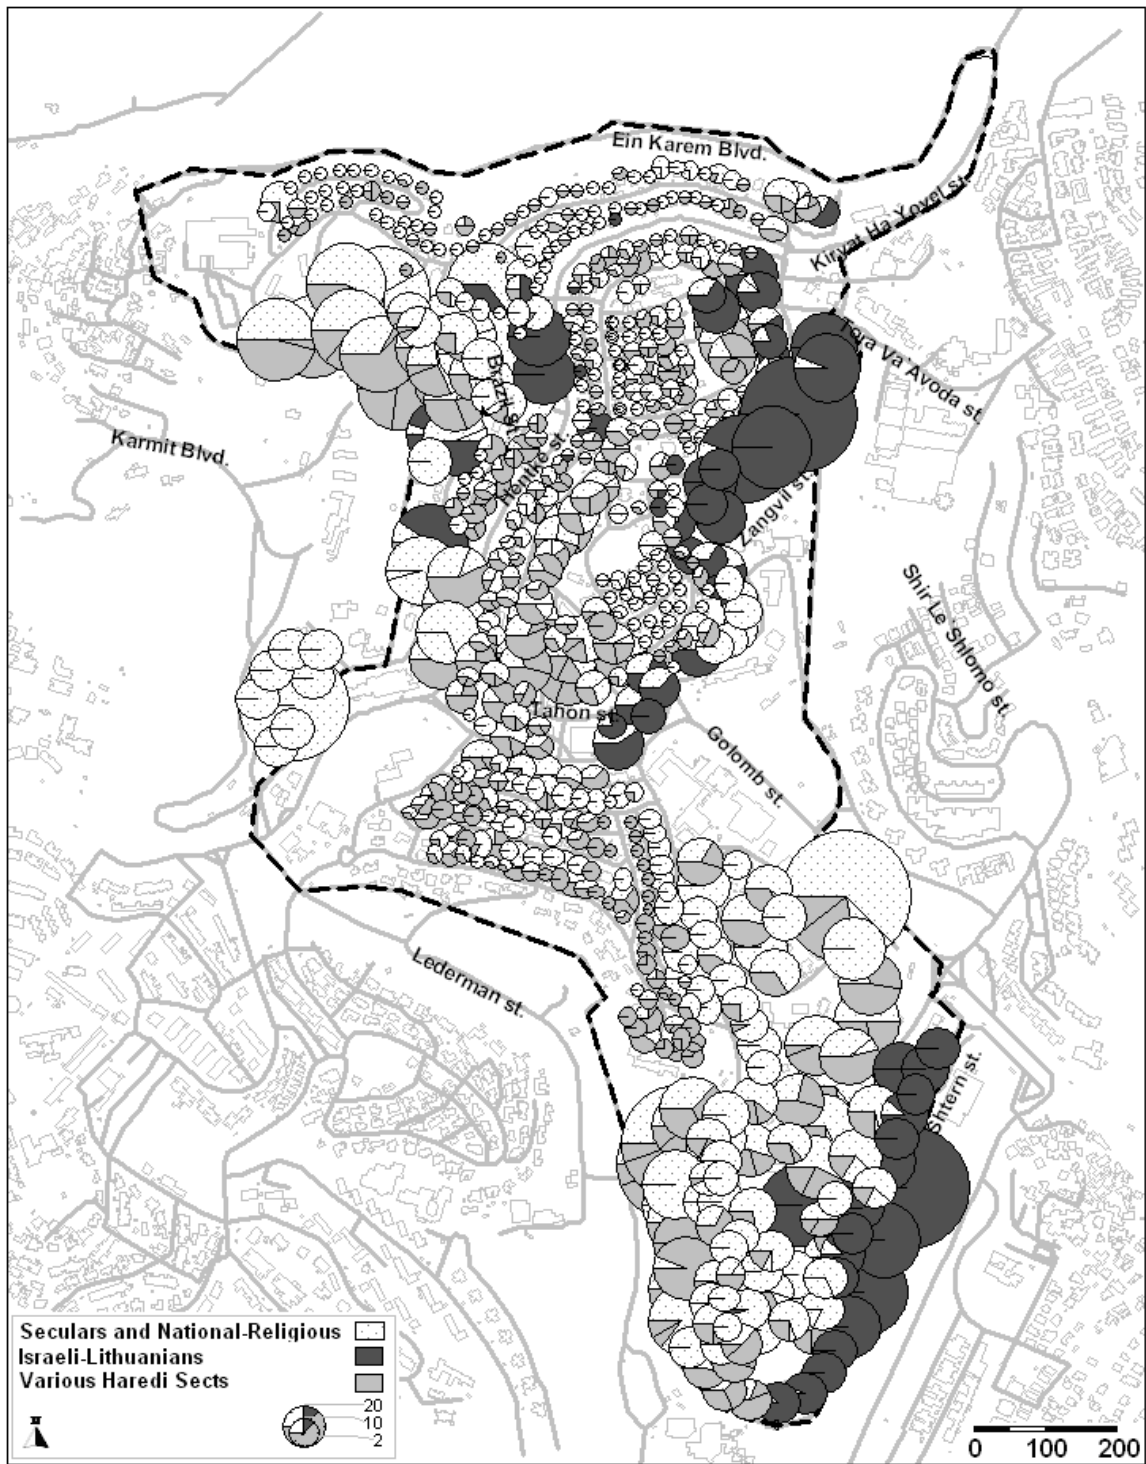 Ein Karem Blvd.
Kiryat Ha Yovel st.
Tora Va'Avoda st.
Brazil st.
Karmit Blvd.
Zangvil st.
Shir Le'Shlomo st.
Tahon st.
Golomb st.
Lederman st.
Shtern st.
Seculars and National-Religious
Israeli-Lithuanians
Various Haredi Sects
20
10
2
0 100 200